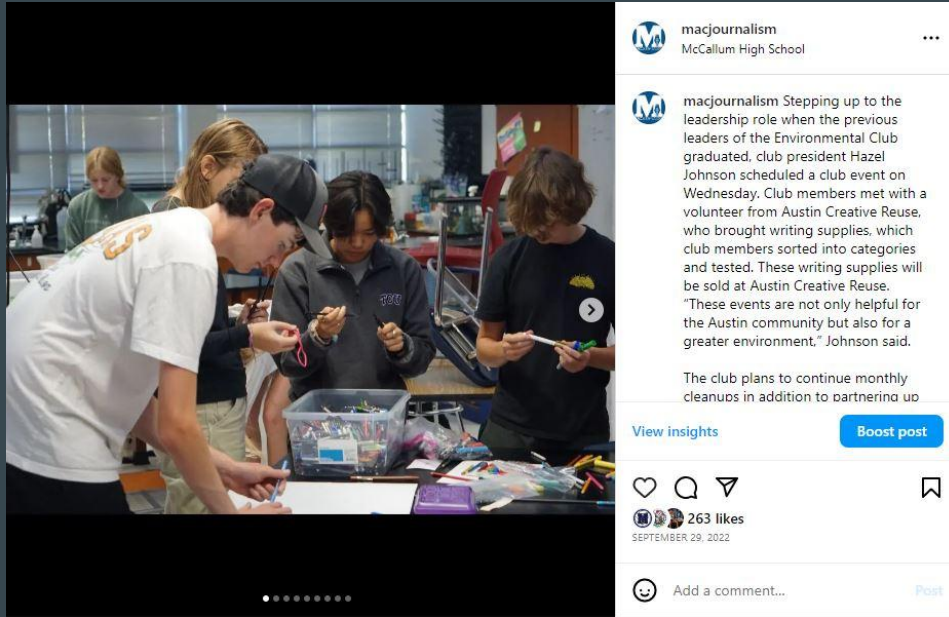 macjournalism
McCallum High School
macjournalism Stepping up to the
leadership role when the previous
leaders of the Environmental Club
graduated, club president Hazel
Johnson scheduled a club event on
Wednesday. Club members met with a
volunteer from Austin Creative Reuse,
who brought writing supplies, which
club members sorted into categories
and tested. These writing supplies will
be sold at Austin Creative Reuse.
"These events are not only helpful for
the Austin community but also for a
greater environment," Johnson said.
The club plans to continue monthly
cleanups in addition to partnering up
View insights
Boost post
263 likes
SEPTEMBER 29, 2022
Add a comment...
Post
TCU